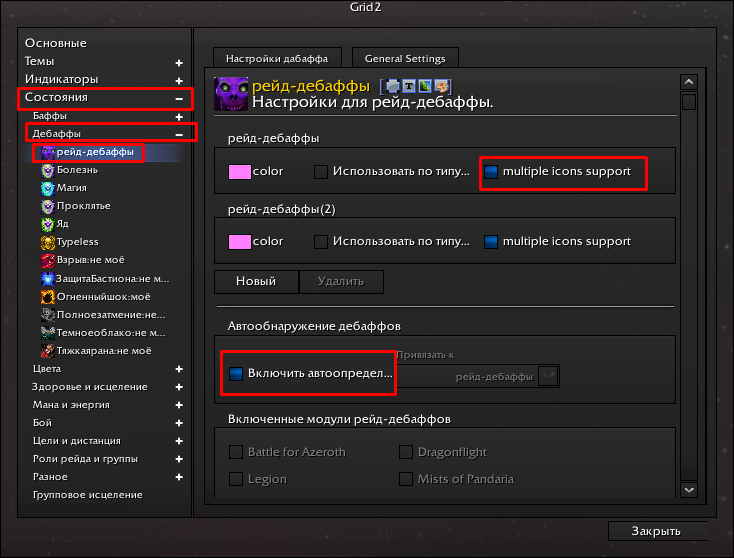 Grid2
Основные
Темы +
Индикаторы +
Состояния −
Баффы +
Дебаффы −
рейд-дебаффы
Болезнь
Магия
Проклятье
Яд
Typeless
Взрыв:не моё
ЗащитаБастиона:не м...
Огненныйшок:моё
Полноезатмение:не...
Темноеоблако:не м...
Тяжкаярана:не моё
Цвета +
Здоровье и исцеление +
Мана и энергия +
Бой +
Цели и дистанция +
Роли рейда и группы +
Разное +
Групповое исцеление
Настройки дабаффа General Settings
рейд-дебаффы [ T ]
Настройки для рейд-дебаффы.
рейд-дебаффы
color Использовать по типу... multiple icons support
рейд-дебаффы(2)
color Использовать по типу... multiple icons support
Новый Удалить
Автообнаружение дебаффов
Привязать к
Включить автоопредел... рейд-дебаффы
Включенные модули рейд-дебаффов
Battle for Azeroth Dragonflight
Legion Mists of Pandaria
Закрыть